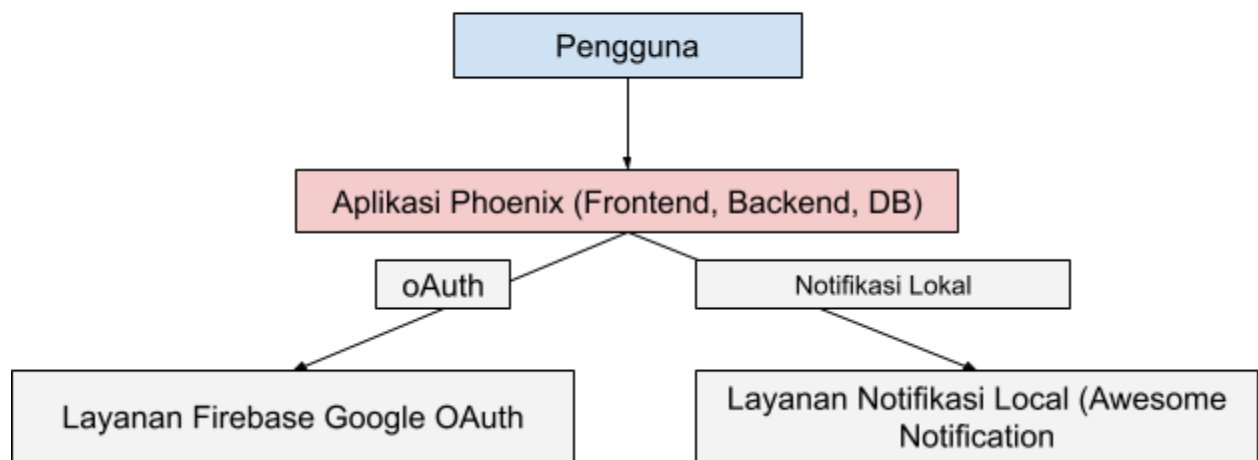 Pengguna
Aplikasi Phoenix (Frontend, Backend, DB)
oAuth
Notifikasi Lokal
Layanan Firebase Google OAuth
Layanan Notifikasi Local (Awesome
Notification